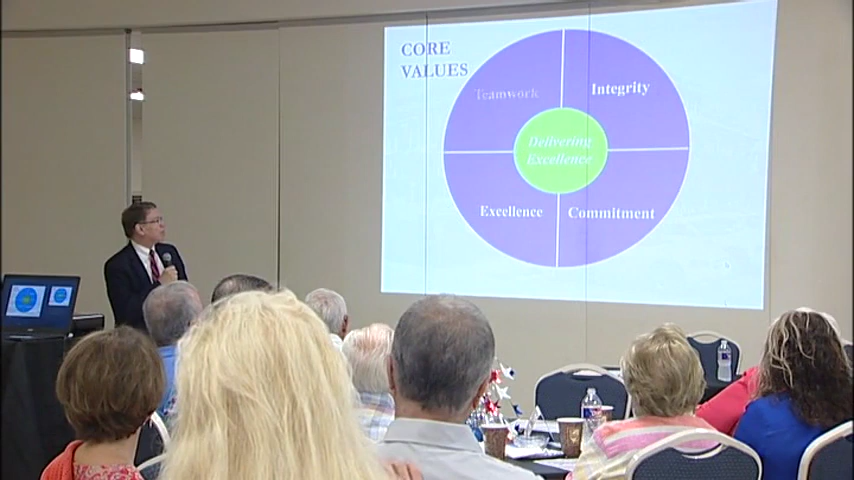 CORE
VALUES
Teamwork
Integrity
Delivering
Excellence
Excellence
Commitment